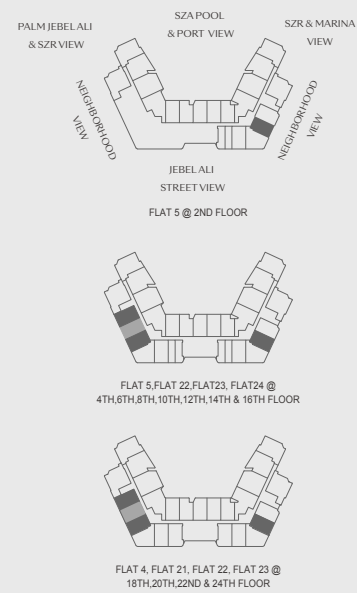 PALM JEBEL ALI
& SZR VIEW
SZA POOL
& PORT VIEW
SZR & MARINA
VIEW
NEIGHBORHOOD
VIEW
NEIGHBORHOOD
VIEW
JEBEL ALI
STREET VIEW
FLAT 5 @ 2ND FLOOR
FLAT 5,FLAT 22,FLAT23, FLAT24 @
4TH,6TH,8TH,10TH,12TH,14TH & 16TH FLOOR
FLAT 4, FLAT 21, FLAT 22, FLAT 23 @
18TH,20TH,22ND & 24TH FLOOR